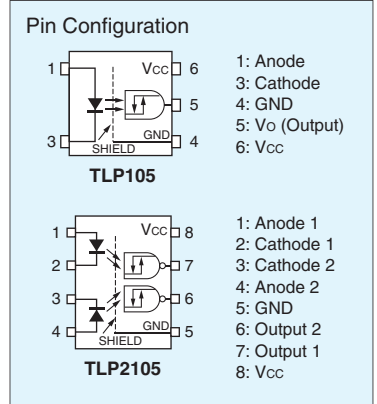 Pin Configuration
1
Vcc
6
5
3
GND
4
SHIELD
TLP105
1: Anode
3: Cathode
4: GND
5: Vo (Output)
6: Vcc
1
Vcc
8
2
7
3
6
4
GND
5
SHIELD
TLP2105
1: Anode 1
2: Cathode 1
3: Cathode 2
4: Anode 2
5: GND
6: Output 2
7: Output 1
8: Vcc